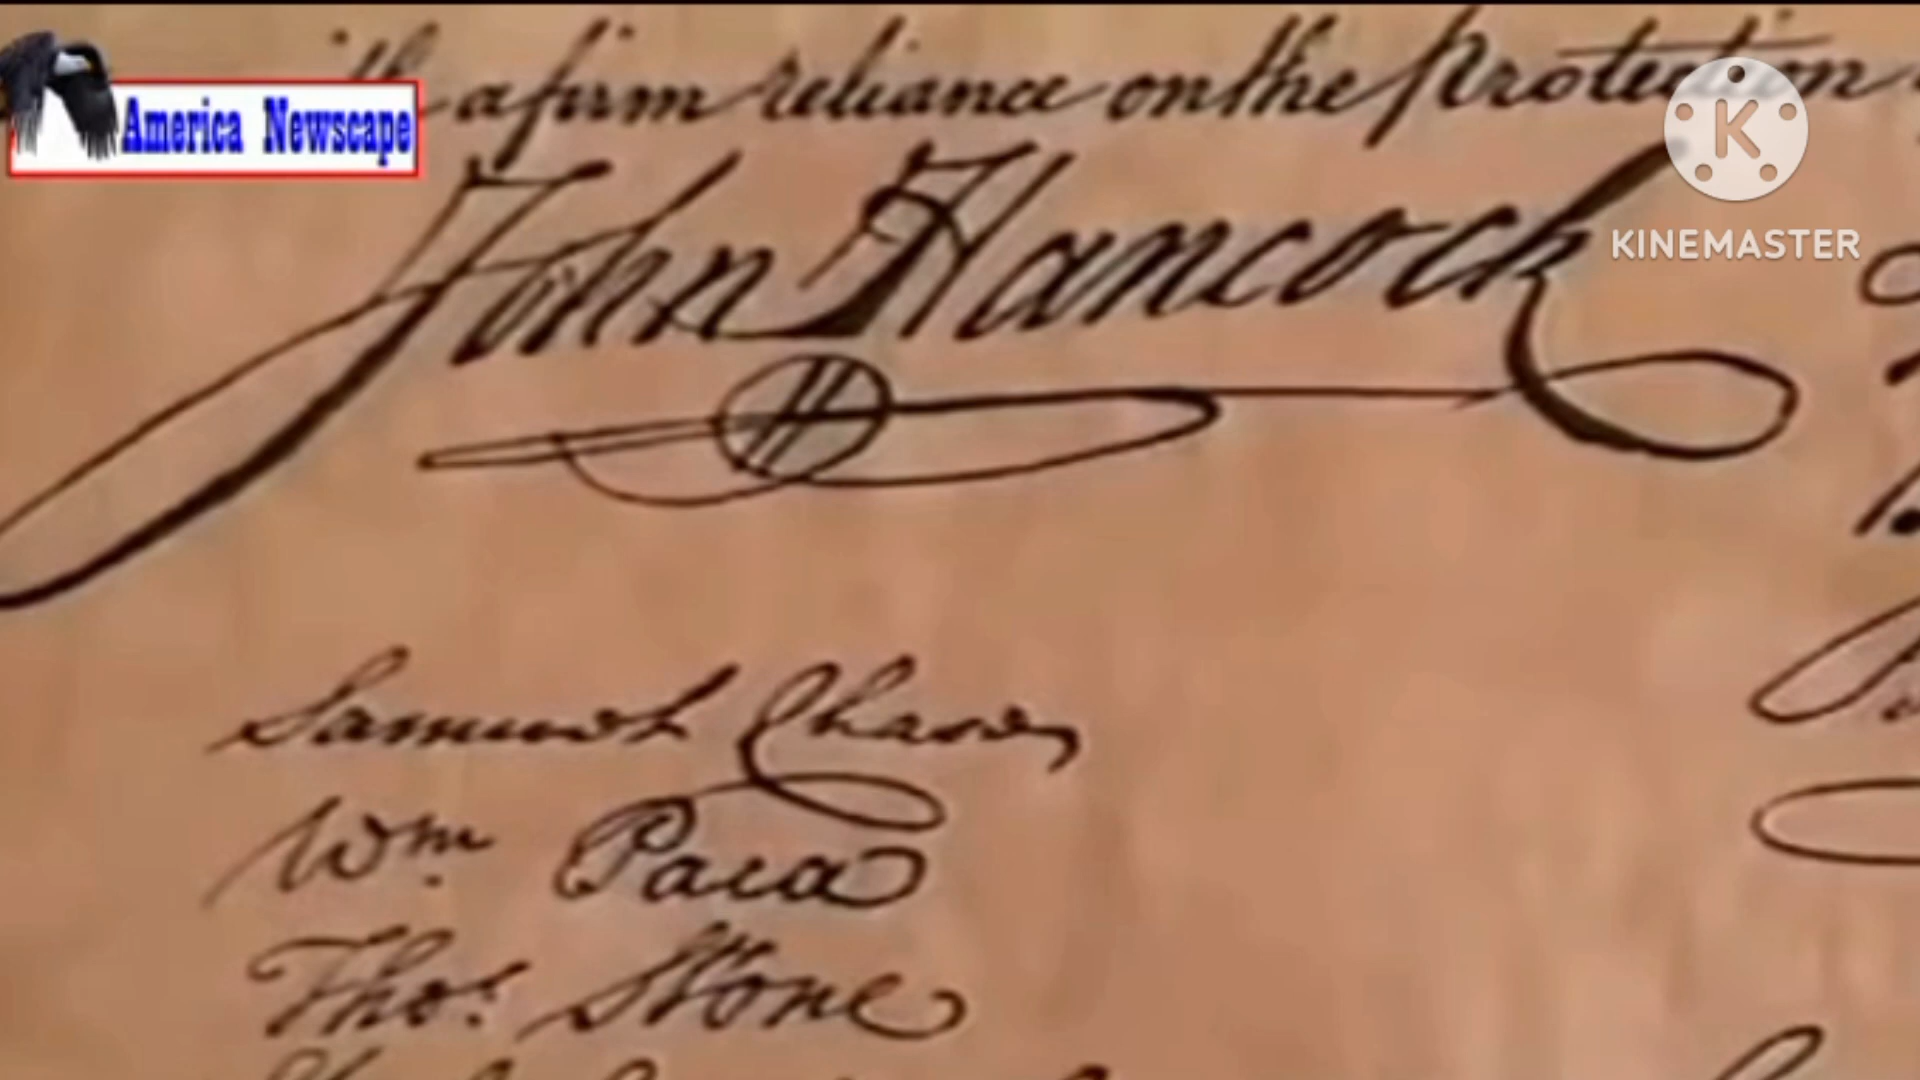 America Newscape
a firm reliance on the Protection
KINEMASTER
John Hancock
Samuel Chase
Wm Paca
Thos. Stone